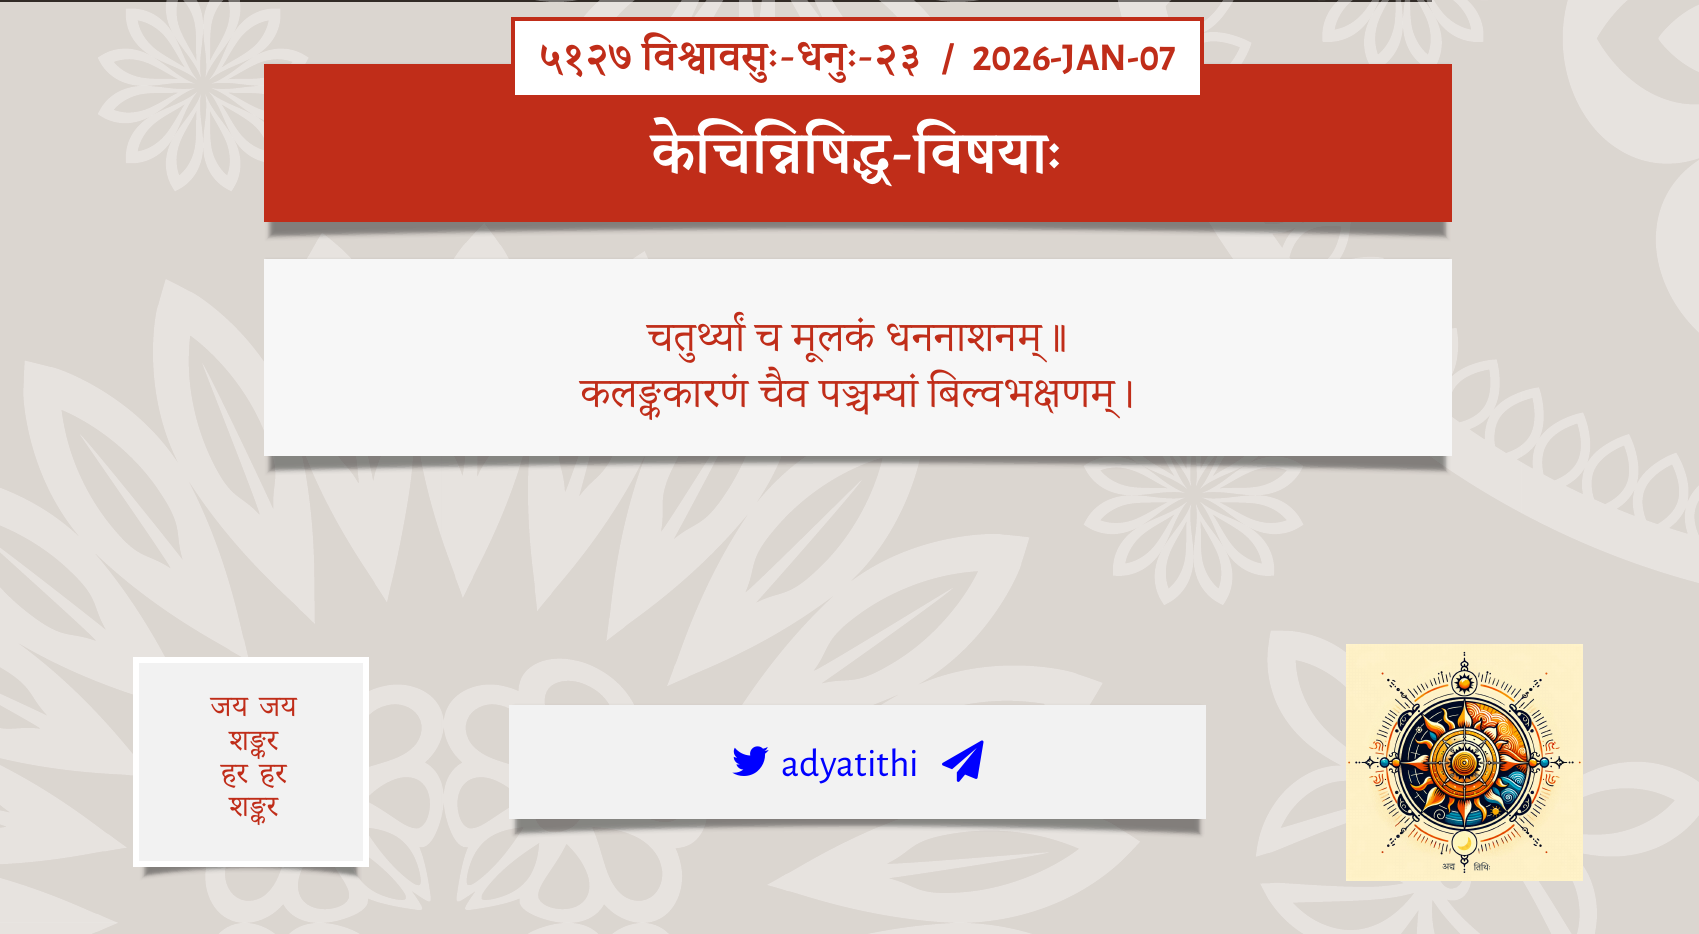 ५१२७ विश्वावसुः-धनुः-२३ / 2026-JAN-07
केचिन्निषिद्ध-विषयाः
चतुर्थ्यां च मूलकं धननाशनम्॥
कलङ्ककारणं चैव पञ्चम्यां बिल्वभक्षणम्।
जय जय
शङ्कर
हर हर
शङ्कर
adyatithi
अद्य तिथिः